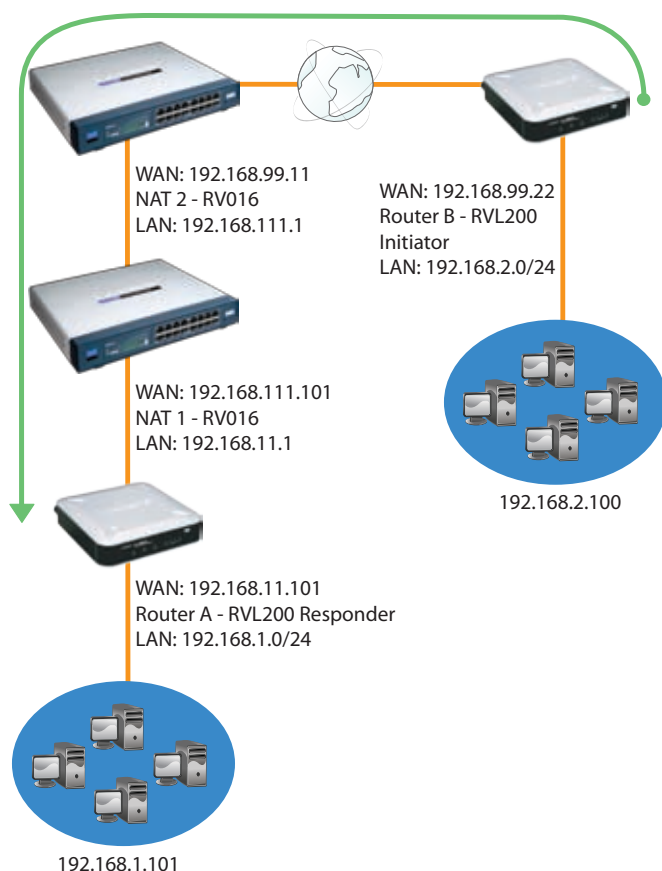 WAN: 192.168.99.11
NAT 2 - RV016
LAN: 192.168.111.1
WAN: 192.168.99.22
Router B - RVL200
Initiator
LAN: 192.168.2.0/24
WAN: 192.168.111.101
NAT 1 - RV016
LAN: 192.168.11.1
192.168.2.100
WAN: 192.168.11.101
Router A - RVL200 Responder
LAN: 192.168.1.0/24
192.168.1.101